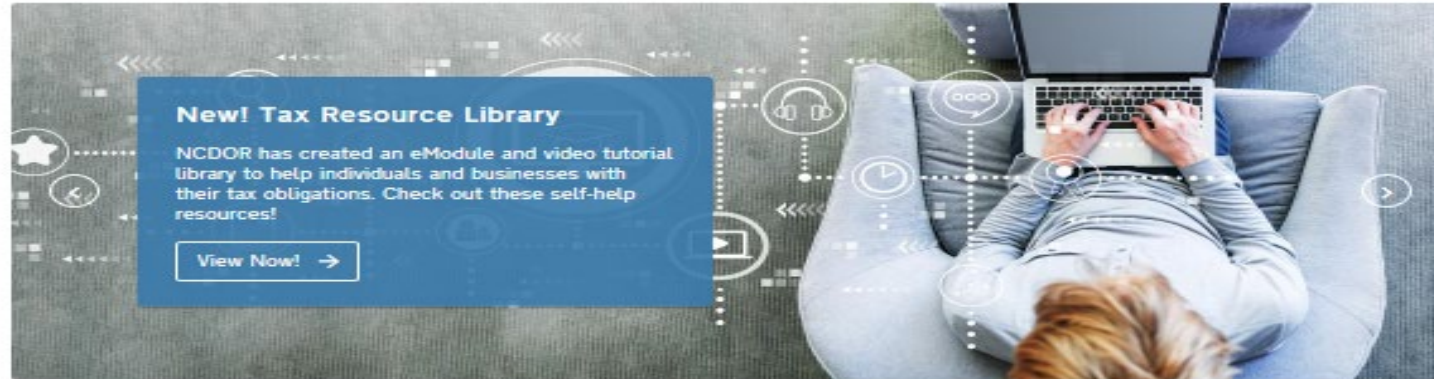 New! Tax Resource Library
NCDOR has created an eModule and video tutorial
library to help individuals and businesses with
their tax obligations. Check out these self-help
resources!
View Now! →